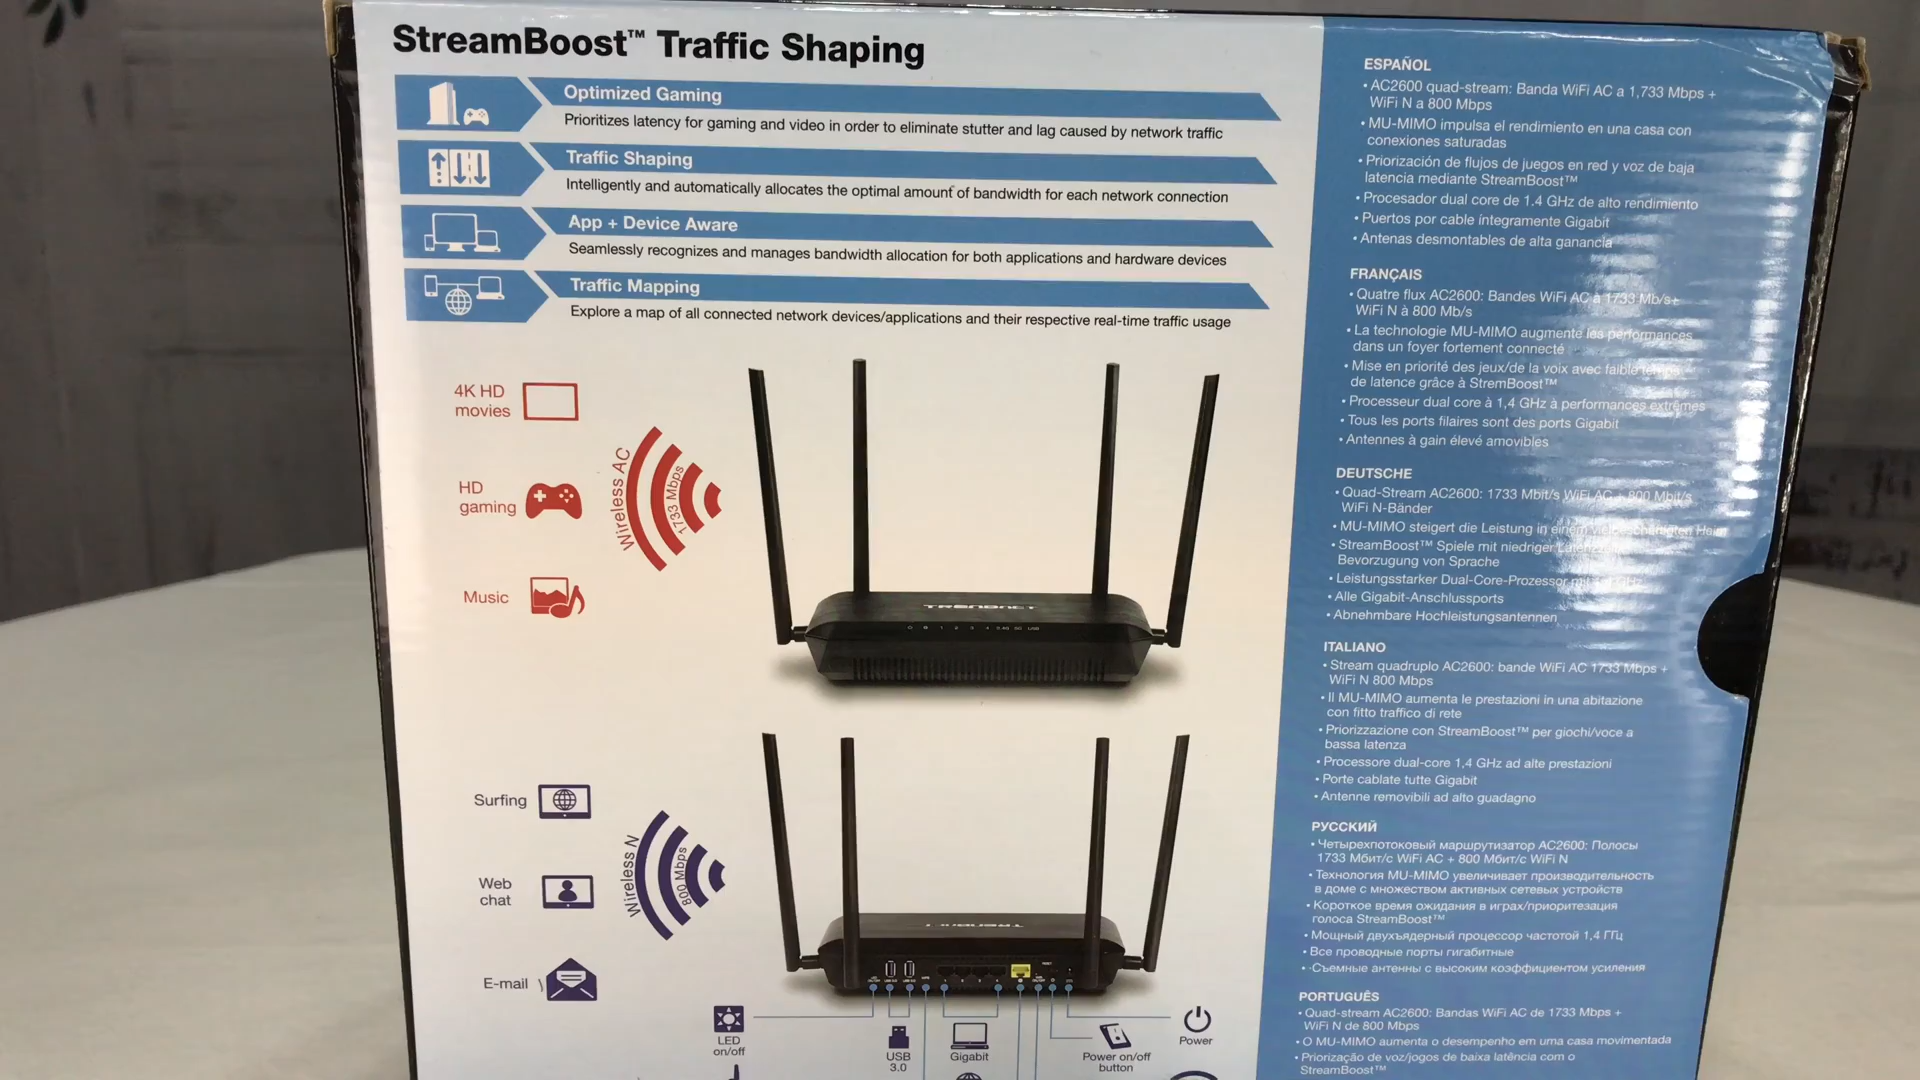 StreamBoost™ Traffic Shaping
Optimized Gaming
Prioritizes latency for gaming and video in order to eliminate stutter and lag caused by network traffic
Traffic Shaping
Intelligently and automatically allocates the optimal amount of bandwidth for each network connection
App + Device Aware
Seamlessly recognizes and manages bandwidth allocation for both applications and hardware devices
Traffic Mapping
Explore a map of all connected network devices/applications and their respective real-time traffic usage
4K HD
movies
HD
gaming
Music
Wireless AC
1733 Mbps
TRENDNET
Surfing
Web
chat
E-mail
Wireless N
800 Mbps
LED
on/off
USB
3.0
Gigabit
Power on/off
button
Power
ESPAÑOL
• AC2600 quad-stream: Banda WiFi AC a 1,733 Mbps +
WiFi N a 800 Mbps
• MU-MIMO impulsa el rendimiento en una casa con
conexiones saturadas
• Priorización de flujos de juegos en red y voz de baja
latencia mediante StreamBoost™
• Procesador dual core de 1.4 GHz de alto rendimiento
• Puertos por cable íntegramente Gigabit
• Antenas desmontables de alta ganancia
FRANÇAIS
• Quatre flux AC2600: Bandes WiFi AC à 1733 Mb/s+
WiFi N à 800 Mb/s
• La technologie MU-MIMO augmente les performances
dans un foyer fortement connecté
• Mise en priorité des jeux/de la voix avec faible temps
de latence grâce à StremBoost™
• Processeur dual core à 1,4 GHz à performances extrêmes
• Tous les ports filaires sont des ports Gigabit
• Antennes à gain élevé amovibles
DEUTSCHE
• Quad-Stream AC2600: 1733 Mbit/s WiFi AC + 800 Mbit/s
WiFi N-Bänder
• MU-MIMO steigert die Leistung in einem Heim
• StreamBoost™ Spiele mit niedriger
Bevorzugung von Sprache
• Leistungsstarker Dual-Core-Prozessor mit 1,4 GHz
• Alle Gigabit-Anschlussports
• Abnehmbare Hochleistungsantennen
ITALIANO
• Stream quadruplo AC2600: bande WiFi AC 1733 Mbps +
WiFi N 800 Mbps
• Il MU-MIMO aumenta le prestazioni in una abitazione
con fitto traffico di rete
• Priorizzazione con StreamBoost™ per giochi/voce a
bassa latenza
• Processore dual-core 1,4 GHz ad alte prestazioni
• Porte cablate tutte Gigabit
• Antenne removibili ad alto guadagno
РУССКИЙ
• Четырехпотоковый маршрутизатор AC2600: Полосы
1733 Мбит/с WiFi AC + 800 Мбит/с WiFi N
• Технология MU-MIMO увеличивает производительность
в доме с множеством активных сетевых устройств
• Короткое время ожидания в играх/приоритезация
голоса StreamBoost™
• Мощный двухъядерный процессор частотой 1,4 ГГц
• Все проводные порты гигабитные
• Съемные антенны с высоким коэффициентом усиления
PORTUGUÊS
• Quad-stream AC2600: Bandas WiFi AC de 1733 Mbps +
WiFi N de 800 Mbps
• O MU-MIMO aumenta o desempenho em uma casa movimentada
• Priorização de voz/jogos de baixa latência com o
StreamBoost™